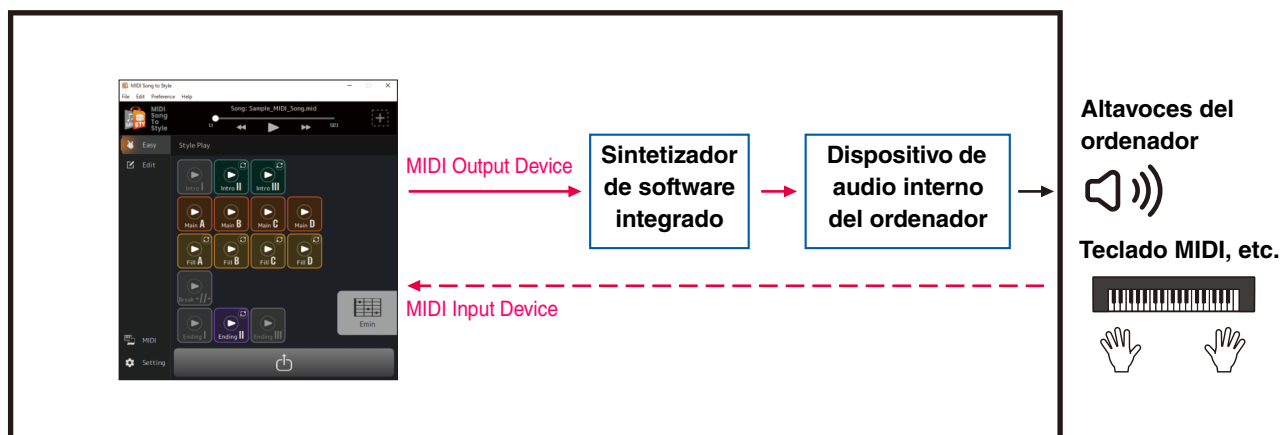 MIDI Song to Style
File Edit Preference Help
MIDI
Song
To
Style
Song: Sample_MIDI_Song.mid
1.1
Easy
Style Play
Edit
Intro I
Intro II
Intro III
Main A
Main B
Main C
Main D
Fill A
Fill B
Fill C
Fill D
Break -//-
Ending I
Ending II
Ending III
Emin
MIDI
Setting
MIDI Output Device
MIDI Input Device
Sintetizador
de software
integrado
Dispositivo de
audio interno
del ordenador
Altavoces del
ordenador
Teclado MIDI, etc.